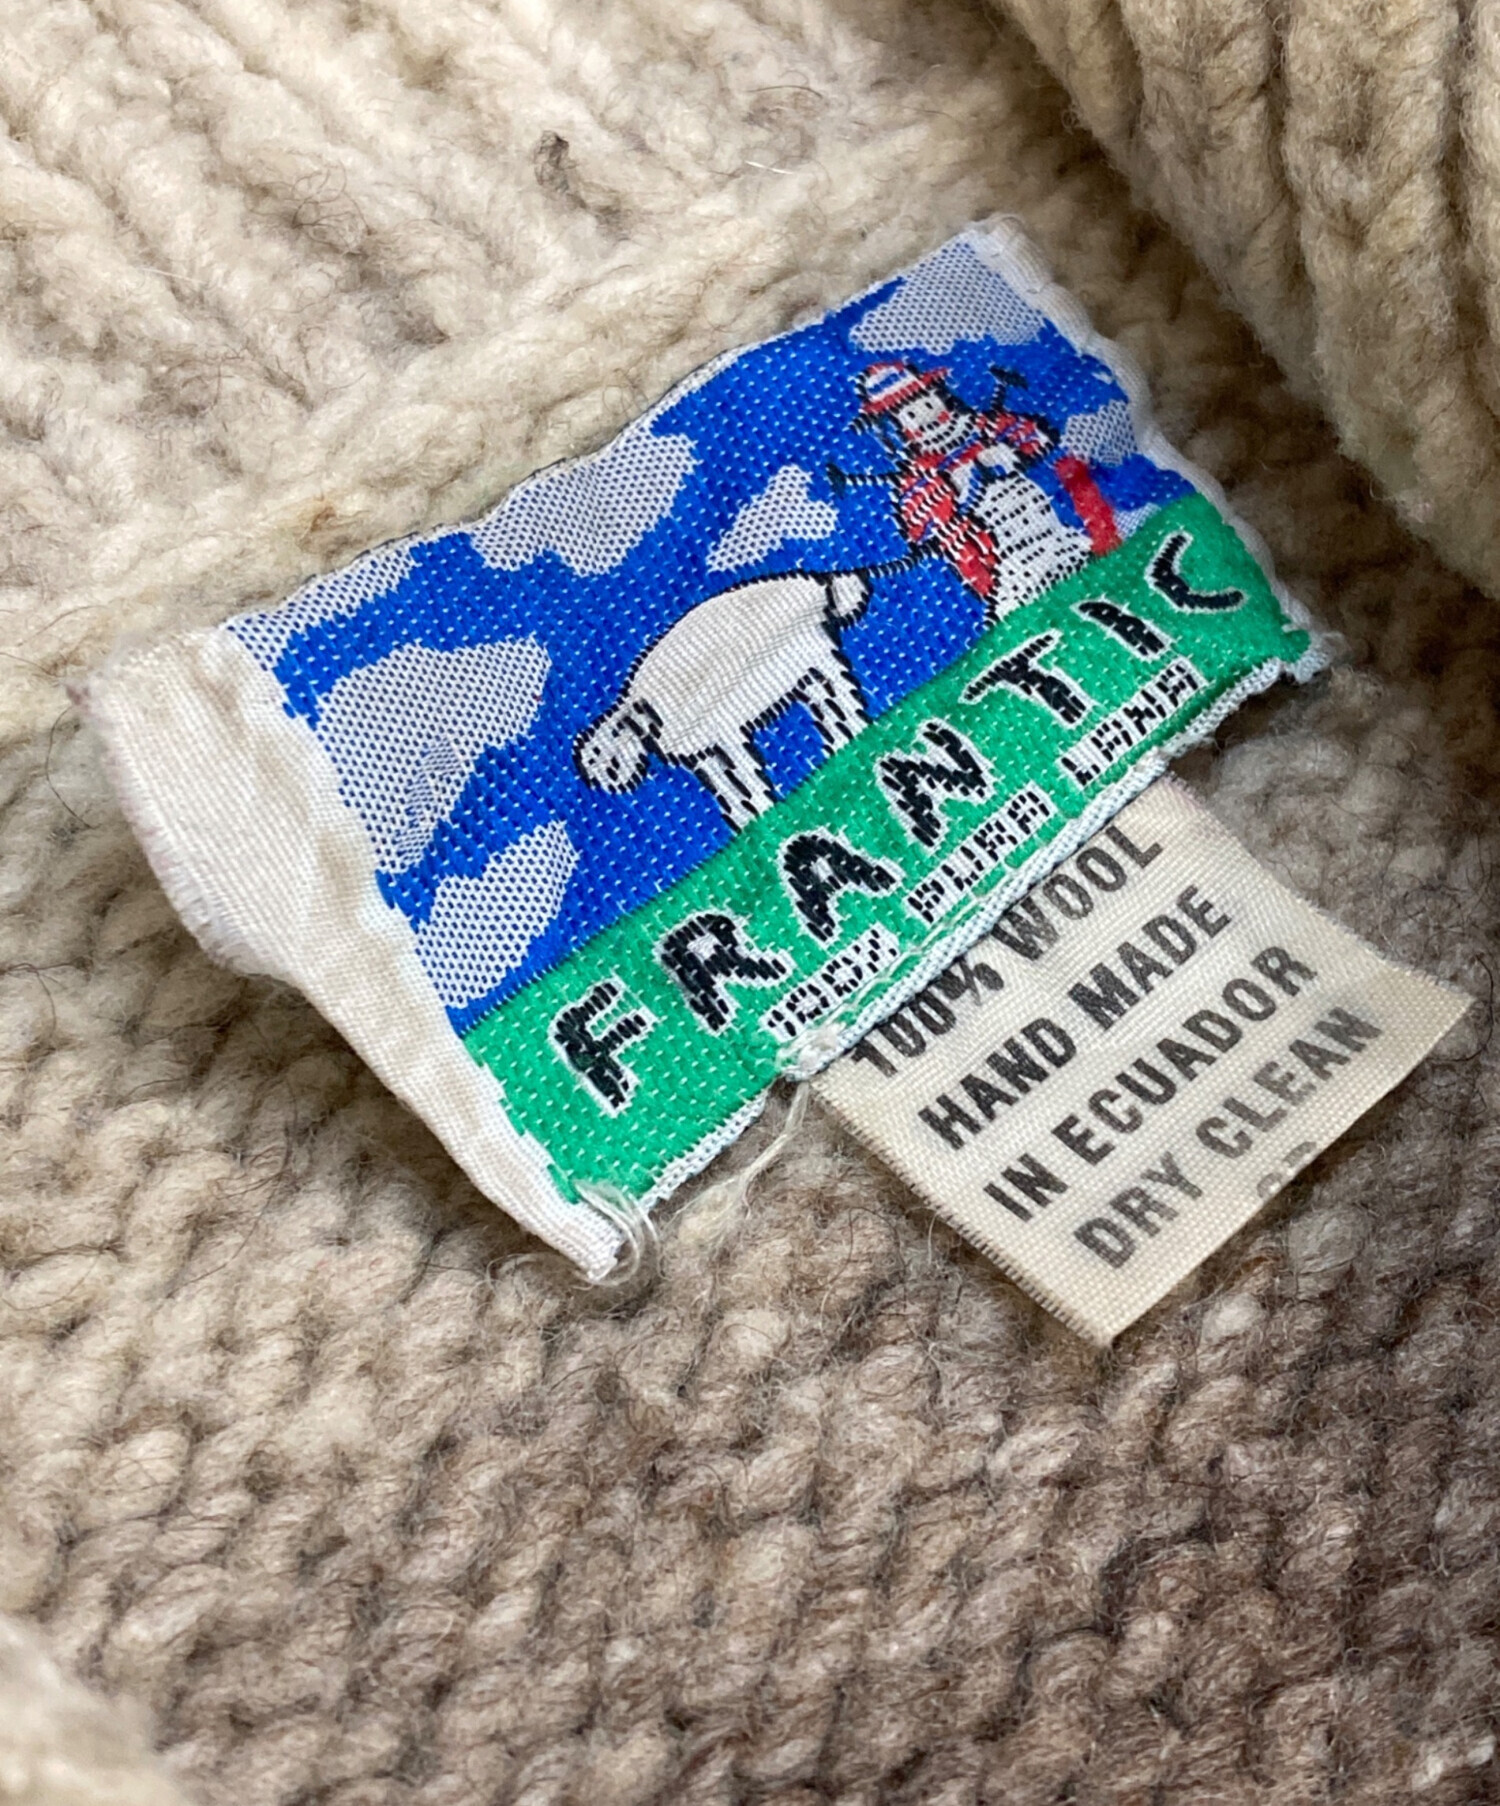 FRANTIC
100% PURA LANA
100% WOOL
HAND MADE
IN ECUADOR
DRY CLEAN